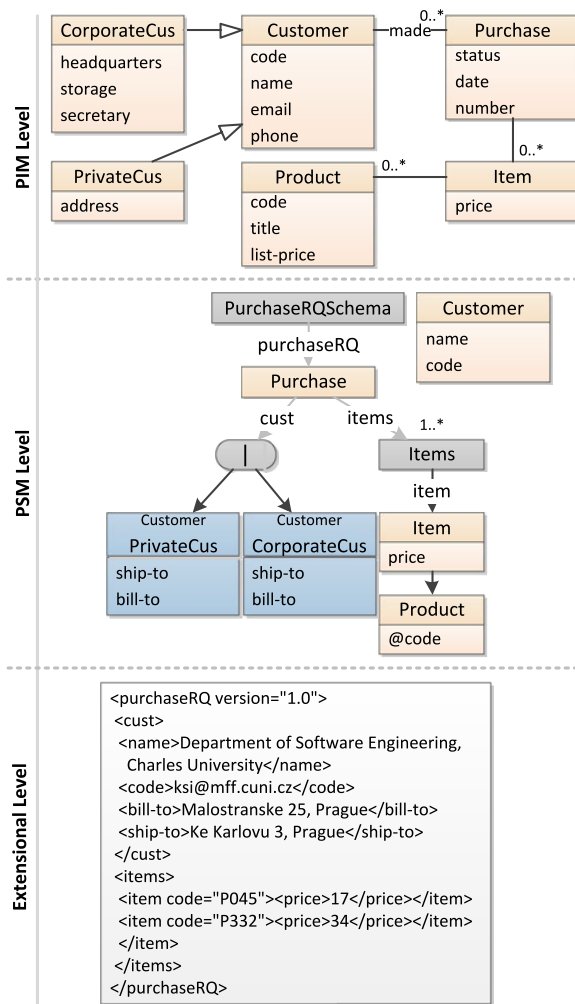 PIM Level
CorporateCus
headquarters
storage
secretary
Customer
code
name
email
phone
made
0..*
Purchase
status
date
number
0..*
PrivateCus
address
Product
code
title
list-price
0..*
Item
price
PSM Level
PurchaseRQSchema
purchaseRQ
Purchase
Customer
name
code
cust
items
1..*
|
Items
item
Customer
PrivateCus
ship-to
bill-to
Customer
CorporateCus
ship-to
bill-to
Item
price
Product
@code
Extensional Level
<purchaseRQ version="1.0">
<cust>
<name>Department of Software Engineering,
Charles University</name>
<code>ksi@mff.cuni.cz</code>
<bill-to>Malostranske 25, Prague</bill-to>
<ship-to>Ke Karlovu 3, Prague</ship-to>
</cust>
<items>
<item code="P045"><price>17</price></item>
<item code="P332"><price>34</price></item>
</item>
</items>
</purchaseRQ>